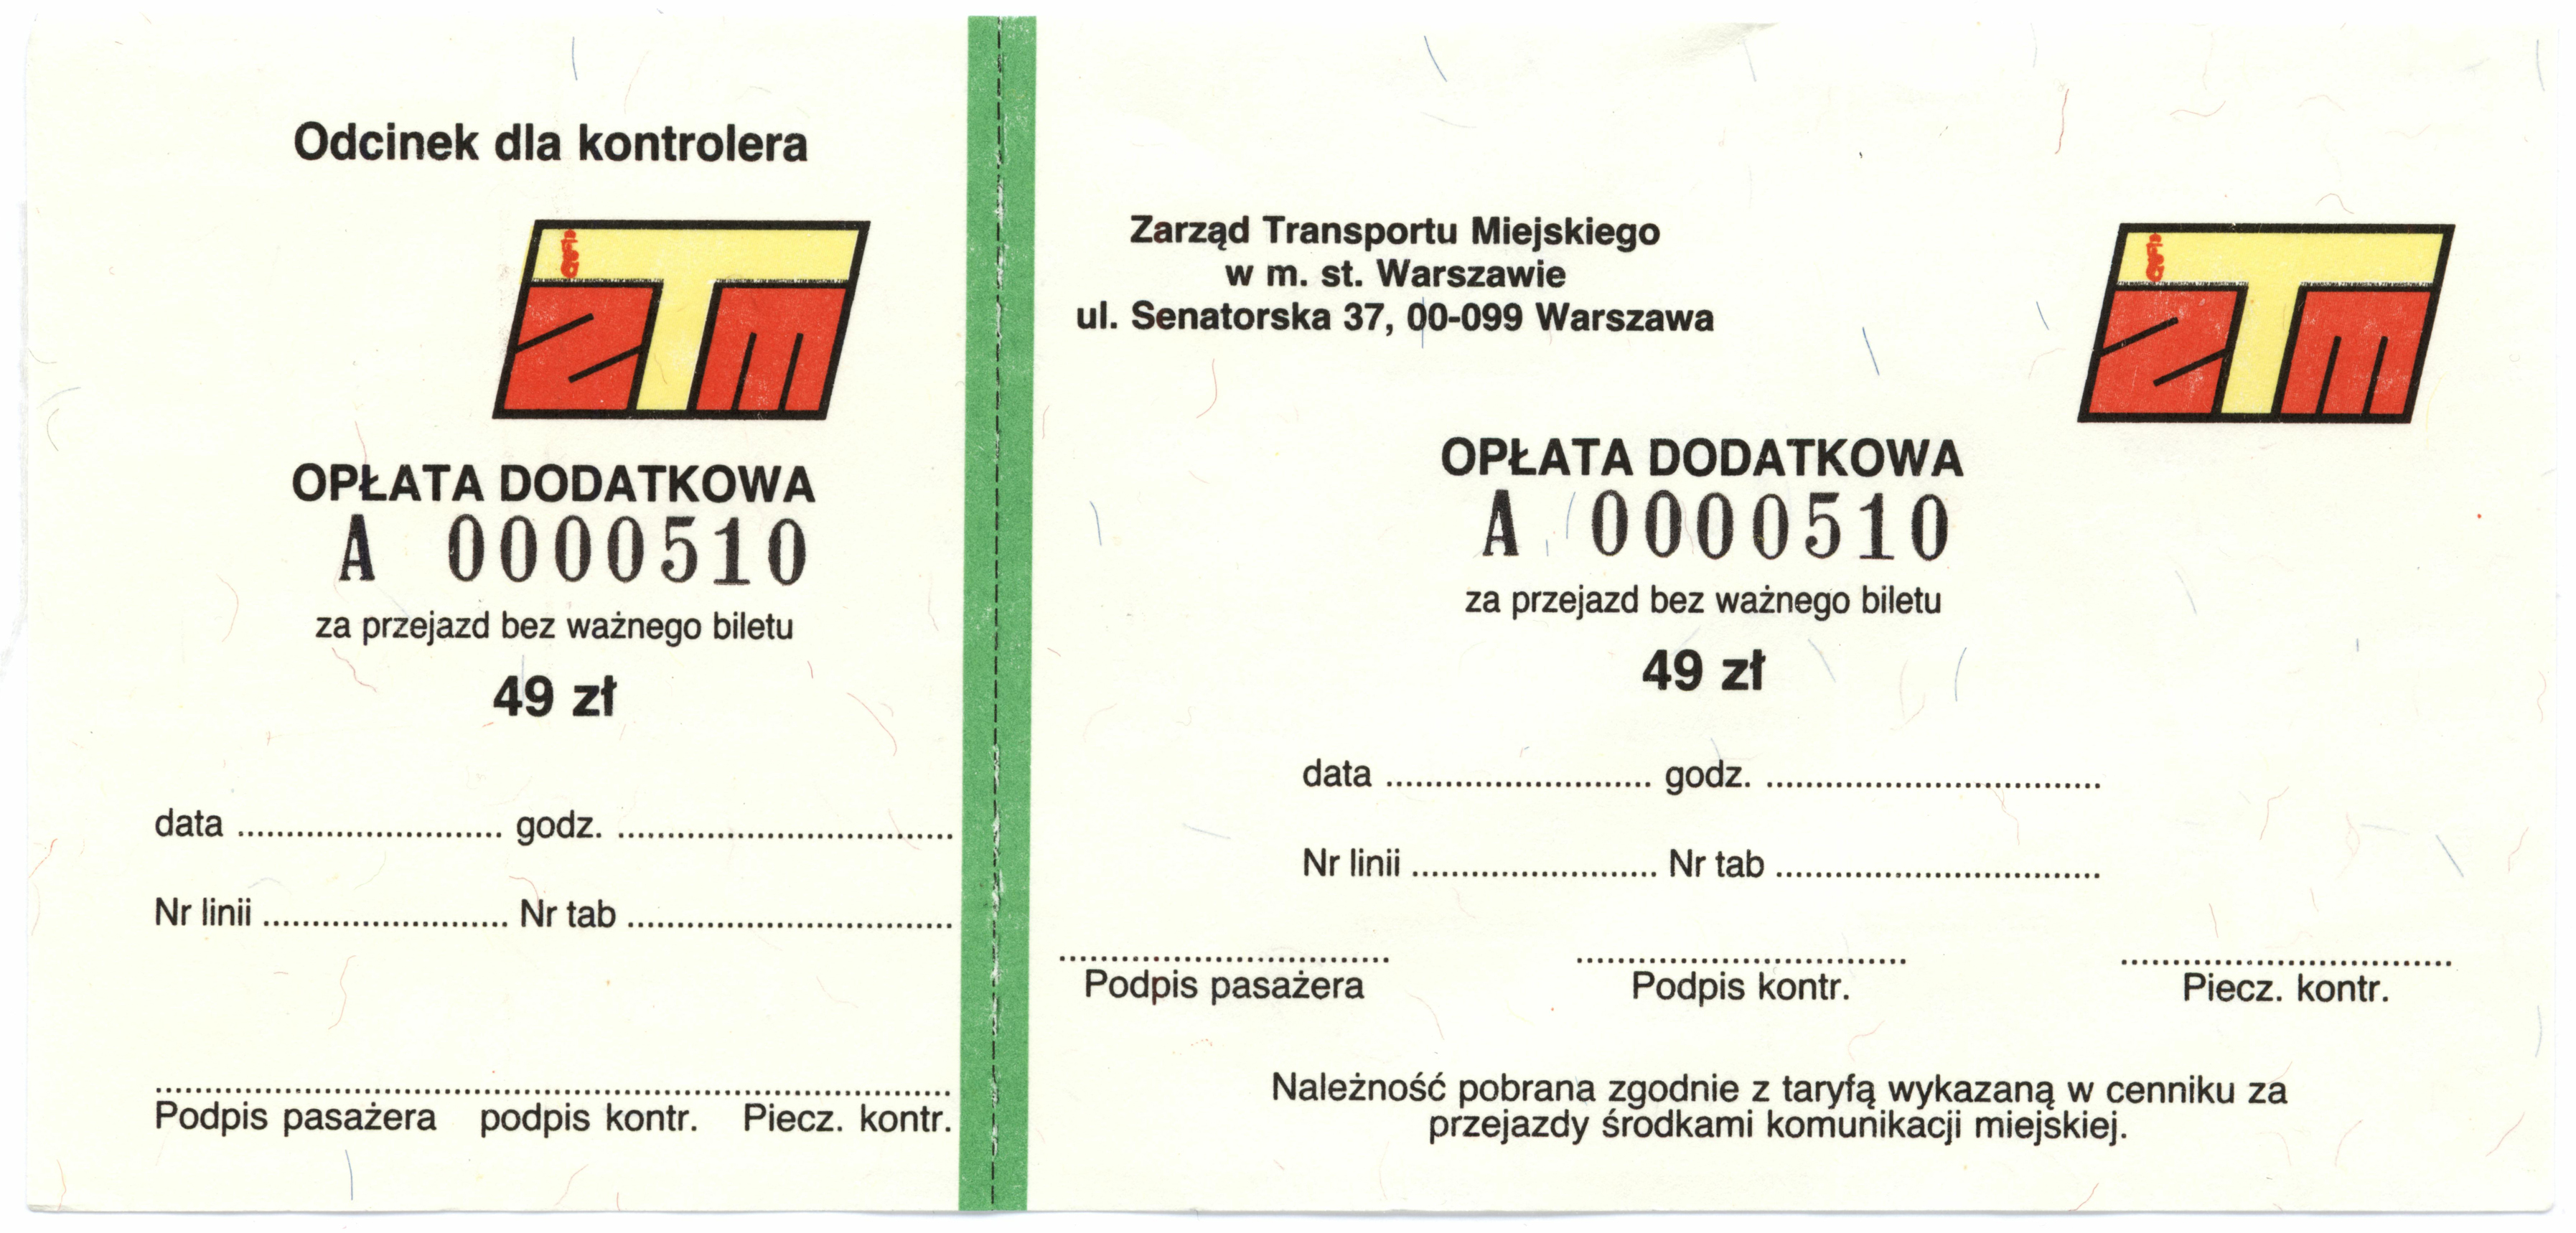 Odcinek dla kontrolera
ZTM
OPŁATA DODATKOWA
A 0000510
za przejazd bez ważnego biletu
49 zł
data .......................... godz. .................................
Nr linii ........................ Nr tab ................................
Podpis pasażera podpis kontr. Piecz. kontr.
Zarząd Transportu Miejskiego
w m. st. Warszawie
ul. Senatorska 37, 00-099 Warszawa
ZTM
OPŁATA DODATKOWA
A 0000510
za przejazd bez ważnego biletu
49 zł
data .......................... godz. .................................
Nr linii ........................ Nr tab ................................
Podpis pasażera Podpis kontr. Piecz. kontr.
Należność pobrana zgodnie z taryfą wykazaną w cenniku za
przejazdy środkami komunikacji miejskiej.